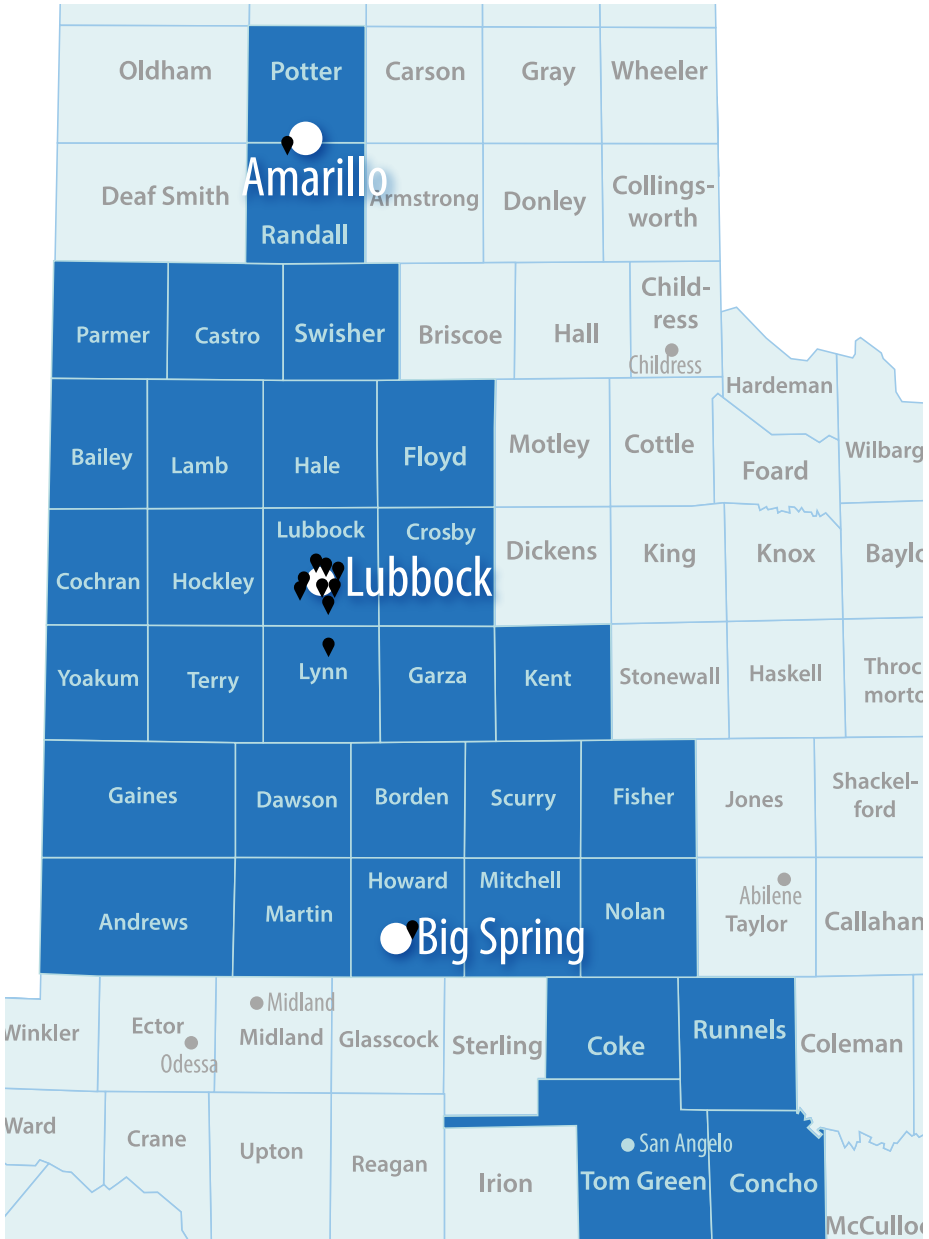 Oldham
Potter
Carson
Gray
Wheeler
Amarillo
Deaf Smith
Armstrong
Donley
Collings-
worth
Randall
Parmer
Castro
Swisher
Briscoe
Hall
Child-
ress
Childress
Hardeman
Bailey
Lamb
Hale
Floyd
Motley
Cottle
Foard
Wilbarg
Lubbock
Crosby
Cochran
Hockley
Lubbock
Dickens
King
Knox
Baylo
Yoakum
Terry
Lynn
Garza
Kent
Stonewall
Haskell
Throc
morto
Gaines
Dawson
Borden
Scurry
Fisher
Jones
Shackel-
ford
Andrews
Martin
Howard
Mitchell
Nolan
Abilene
Taylor
Callahan
Big Spring
Winkler
Ector
Odessa
Midland
Midland
Glasscock
Sterling
Coke
Runnels
Coleman
Ward
Crane
Upton
Reagan
Irion
San Angelo
Tom Green
Concho
McCulloc